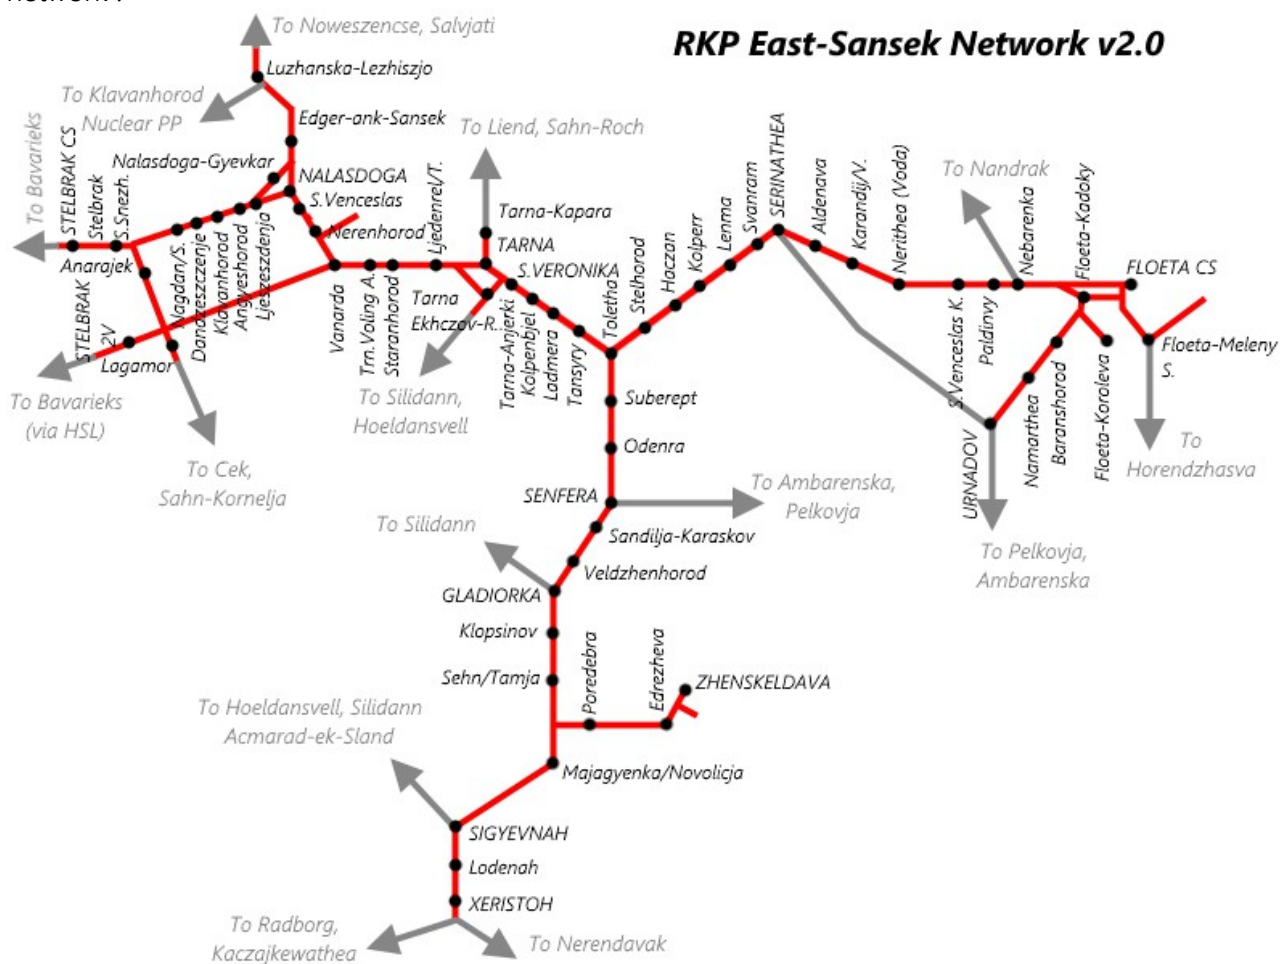 To Noweszencse, Salvjati
RKP East-Sansek Network v2.0
Luzhanska-Lezhiszjo
To Klavanhorod
Nuclear PP
Edger-ank-Sansek
To Liend, Sahn-Roch
To Bavarieks
STELBRAK CS
Stelbrak
S.Snezh.
Nalasdoga-Gyevkar
NALASDOGA
S.Venceslas
Nerenhorod
Anarajek
Nagdan/S.
Dandzeszczenje
Klavanhorod
Angyeshorod
Ljeszeszdenja
STELBRAK
2V
Lagamor
To Bavarieks
(via HSL)
To Cek,
Sahn-Kornelja
Vanarda
Trn.Voling A.
Staranhorod
Ljedenrel/T.
Tarna-Kapara
TARNA
S.VERONIKA
Tarna
Ekhczov-R..
To Silidann,
Hoeldansvell
Tarna-Anjerki
Kolpenbjel
Ladmera
Tansyry
Toletha
Stelhorod
Haczan
Kolperr
Lenma
Svanram
SERINATHEA
Aldenava
Karandij/V.
Nerithea (Voda)
To Nandrak
S.Venceslas K.
Paldinvy
Nebarenka
Floeta-Kadoky
FLOETA CS
Floeta-Meleny
S.
To
Horendzhasva
URNADOV
Namarthea
Baranshorod
Floeta-Koroleva
To Pelkovja,
Ambarenska
Suberept
Odenra
SENFERA
To Ambarenska,
Pelkovja
To Silidann
Sandilja-Karaskov
Veldzhenhorod
GLADIORKA
Klopsinov
Sehn/Tamja
Poredebra
Edrezheva
ZHENSKELDAVA
To Hoeldansvell, Silidann
Acmarad-ek-Sland
Majagyenka/Novolicja
SIGYEVNAH
Lodenah
XERISTOH
To Radborg,
Kaczajkewathea
To Nerendavak